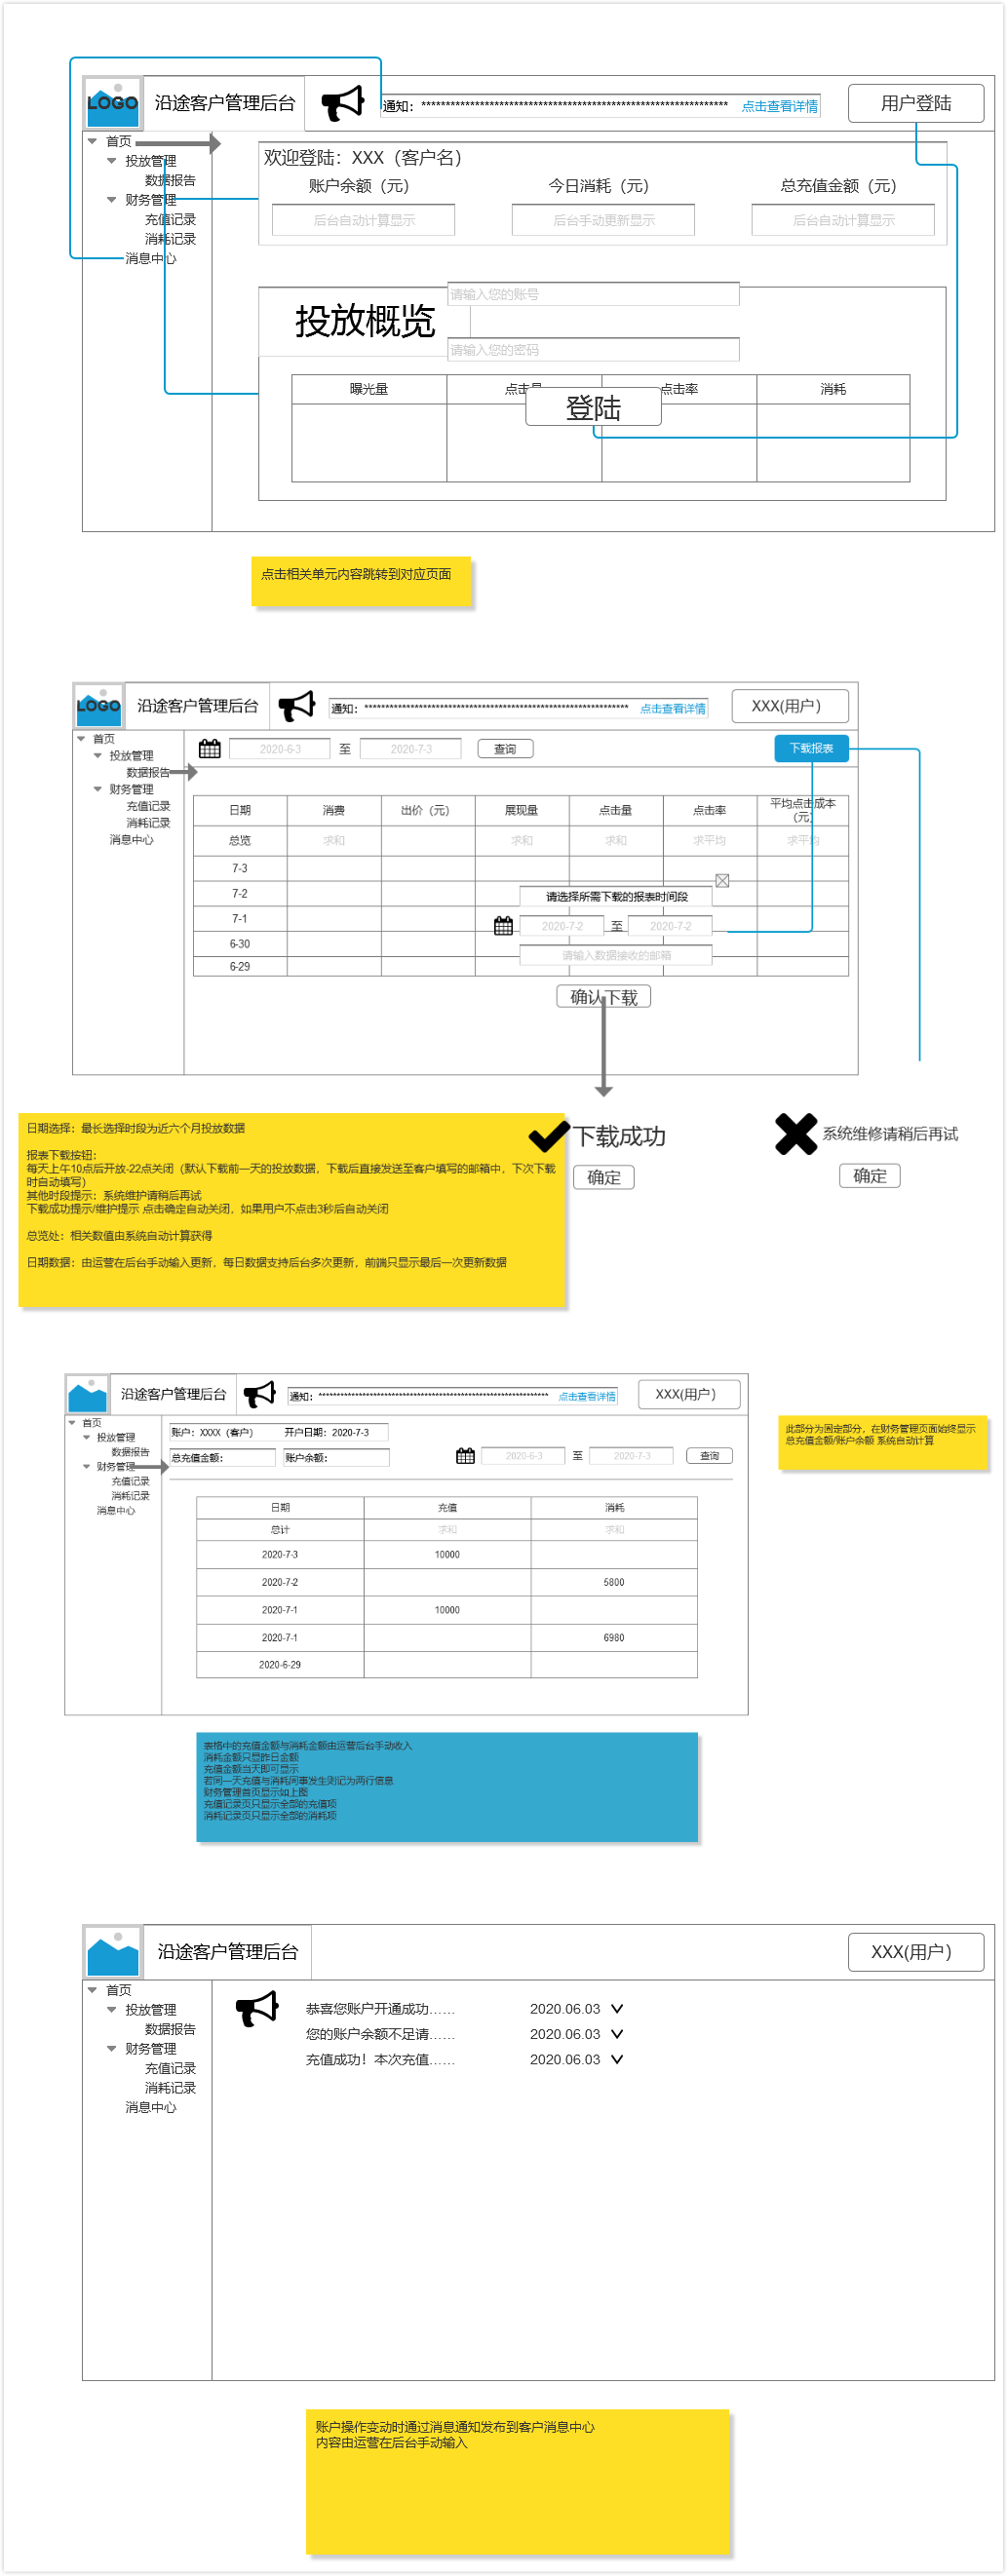 LOGO
沿途客户管理后台
通知：************************************************************
点击查看详情
用户登陆
首页
投放管理
数据报告
财务管理
充值记录
消耗记录
消息中心
欢迎登陆：XXX（客户名）
账户余额（元）
今日消耗（元）
总充值金额（元）
后台自动计算显示
后台手动更新显示
后台自动计算显示
投放概览
请输入您的账号
请输入您的密码
曝光量
点击量
点击率
消耗
登陆
点击相关单元内容跳转到对应页面
LOGO
沿途客户管理后台
通知：************************************************************
点击查看详情
XXX(用户）
首页
投放管理
数据报告
财务管理
充值记录
消耗记录
消息中心
2020-6-3
至
2020-7-3
查询
下载报表
日期
消费
出价（元）
展现量
点击量
点击率
平均点击成本
（元）
总览
求和
求和
求和
求平均
求平均
7-3
7-2
7-1
6-30
6-29
请选择所需下载的报表时间段
2020-7-2
至
2020-7-2
请输入数据接收的邮箱
确认下载
下载成功
确定
系统维修请稍后再试
确定
日期选择：最长选择时段为近六个月投放数据
报表下载按钮：
每天上午10点后开放-22点关闭（默认下载前一天的投放数据，下载后直接发送至客户填写的邮箱中，下次下载
时自动填写）
其他时段提示：系统维护请稍后再试
下载成功提示/维护提示 点击确定自动关闭，如果用户不点击3秒后自动关闭
总览处：相关数值由系统自动计算获得
日期数据：由运营在后台手动输入更新，每日数据支持后台多次更新，前端只显示最后一次更新数据
沿途客户管理后台
通知：************************************************************
点击查看详情
XXX(用户）
首页
投放管理
数据报告
财务管理
充值记录
消耗记录
消息中心
账户：XXXX（客户）
开户日期：2020-7-3
总充值金额：
账户余额：
2020-6-3
至
2020-7-3
查询
此部分为固定部分，在财务管理页面始终显示
总充值金额/账户余额 系统自动计算
日期
充值
消耗
总计
求和
求和
2020-7-3
10000
2020-7-2
5800
2020-7-1
10000
2020-7-1
6980
2020-6-29
表格中的充值金额与消耗金额由运营后台手动收入
消耗金额只显昨日金额
充值金额当天即可显示
若同一天充值与消耗同事发生则记为两行信息
财务管理首页显示如上图
充值记录页只显示全部的充值项
消耗记录页只显示全部的消耗项
沿途客户管理后台
XXX(用户）
首页
投放管理
数据报告
财务管理
充值记录
消耗记录
消息中心
恭喜您账户开通成功…… 2020.06.03
您的账户余额不足请…… 2020.06.03
充值成功！本次充值…… 2020.06.03
账户操作变动时通过消息通知发布到客户消息中心
内容由运营在后台手动输入